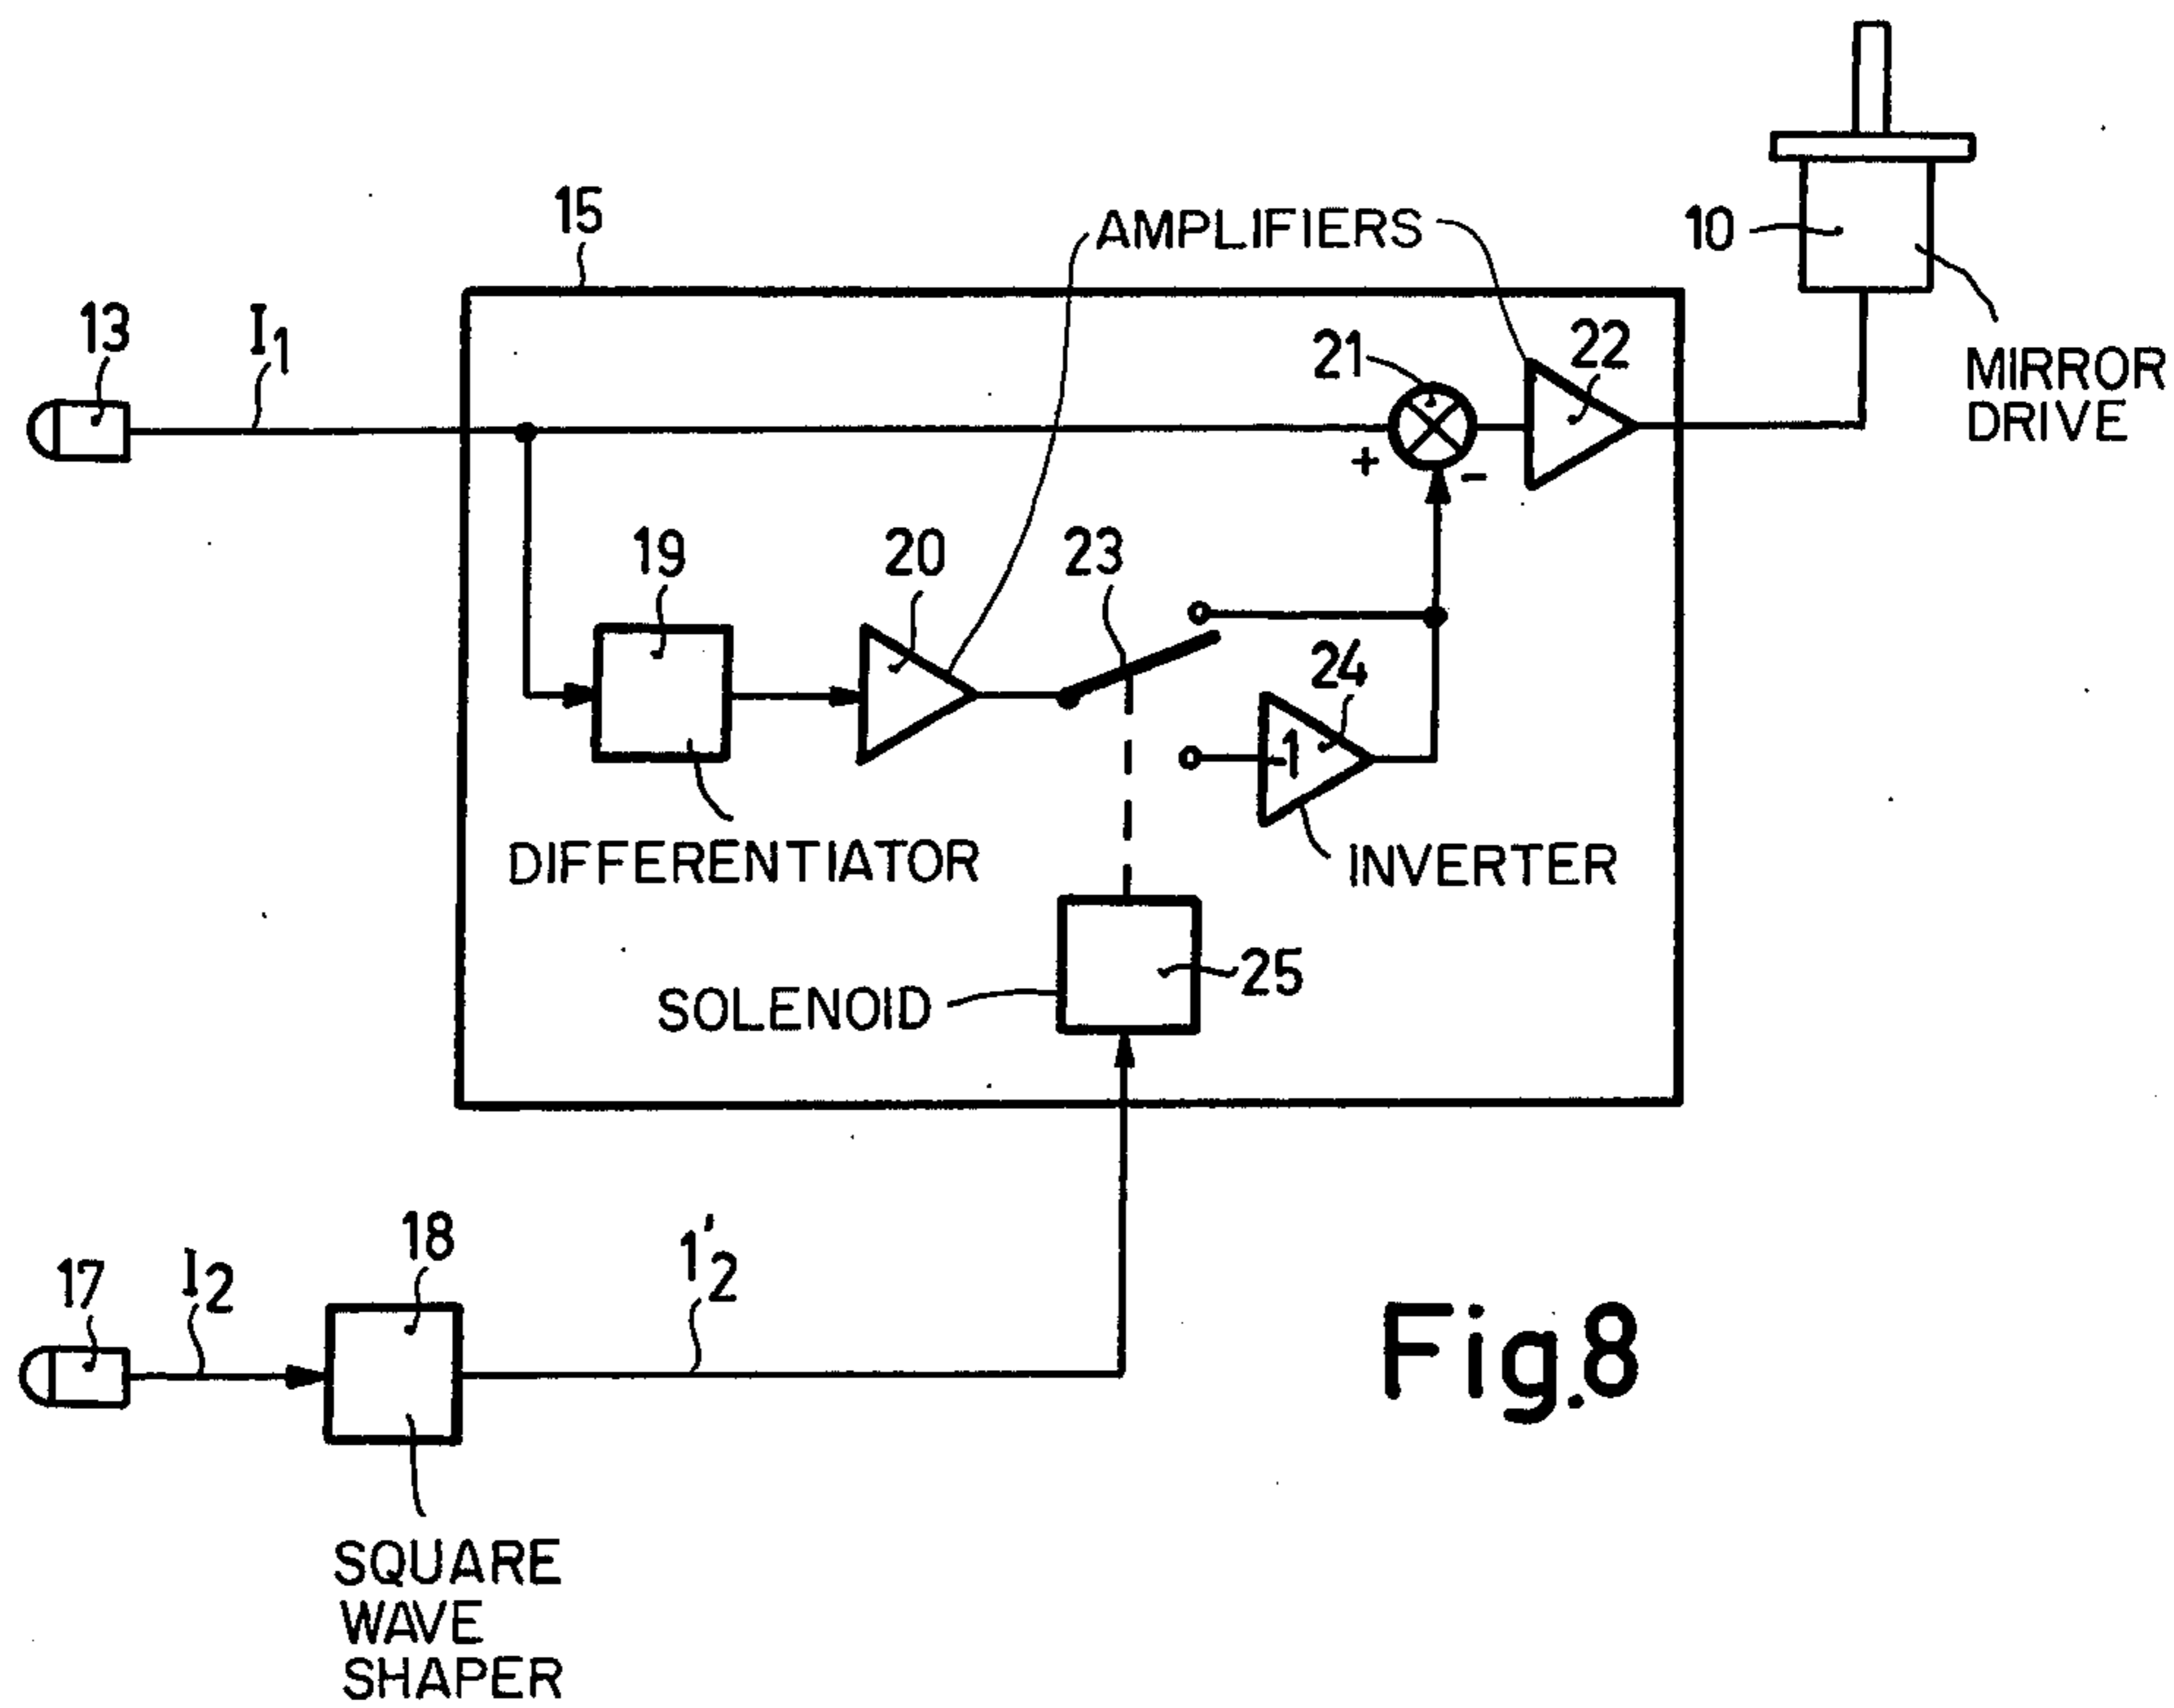 15
AMPLIFIERS
10
13
I1
21
22
MIRROR
DRIVE
+
-
19
20
23
24
-1
DIFFERENTIATOR
INVERTER
SOLENOID
25
17
I2
18
1'2
Fig.8
SQUARE
WAVE
SHAPER